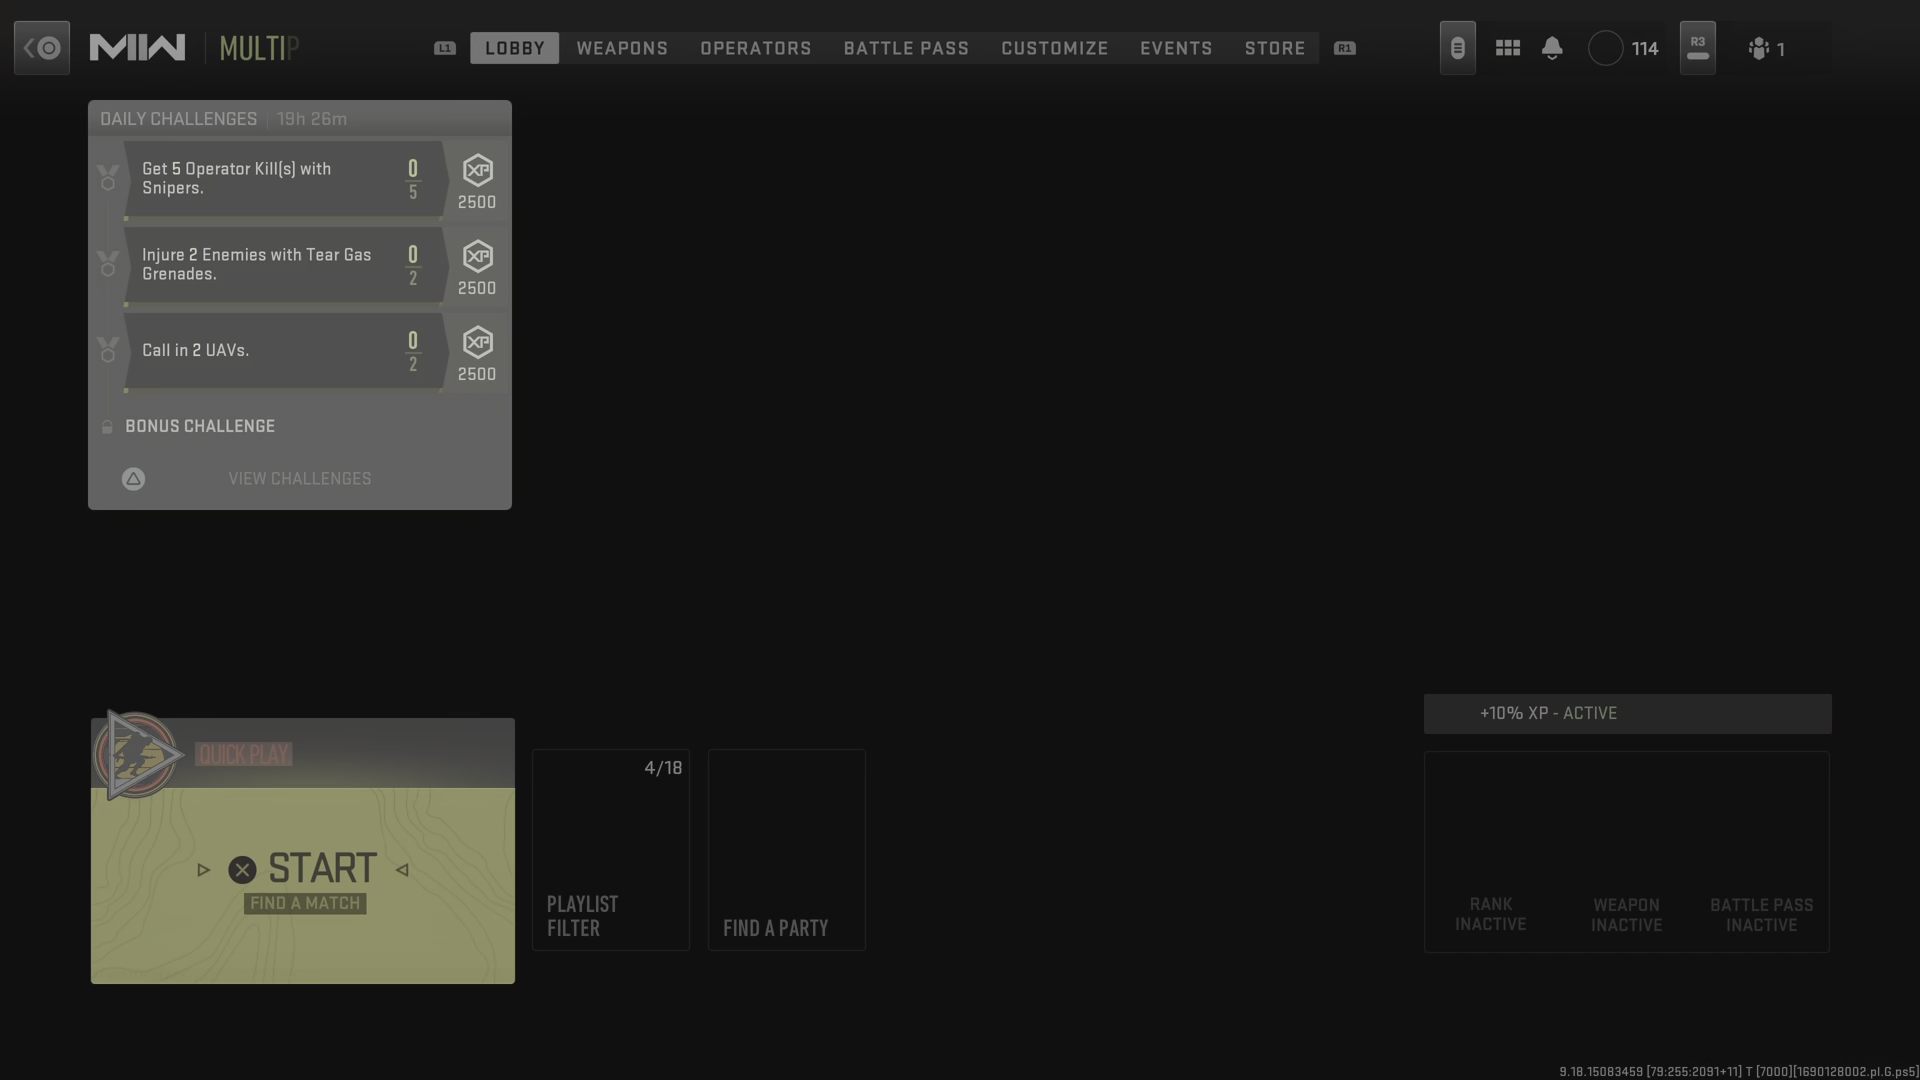 MW MULTIP
L1 LOBBY WEAPONS OPERATORS BATTLE PASS CUSTOMIZE EVENTS STORE R1
114
R3
1
DAILY CHALLENGES 19h 26m
Get 5 Operator Kill(s) with
Snipers.
0
5
XP
2500
Injure 2 Enemies with Tear Gas
Grenades.
0
2
XP
2500
Call in 2 UAVs.
0
2
XP
2500
BONUS CHALLENGE
VIEW CHALLENGES
QUICK PLAY
START
FIND A MATCH
4/18
PLAYLIST
FILTER
FIND A PARTY
+10% XP - ACTIVE
RANK
INACTIVE
WEAPON
INACTIVE
BATTLE PASS
INACTIVE
9.18.15083459 [79:255:2091+11] T [7000][1690128002.pl.G.ps5]